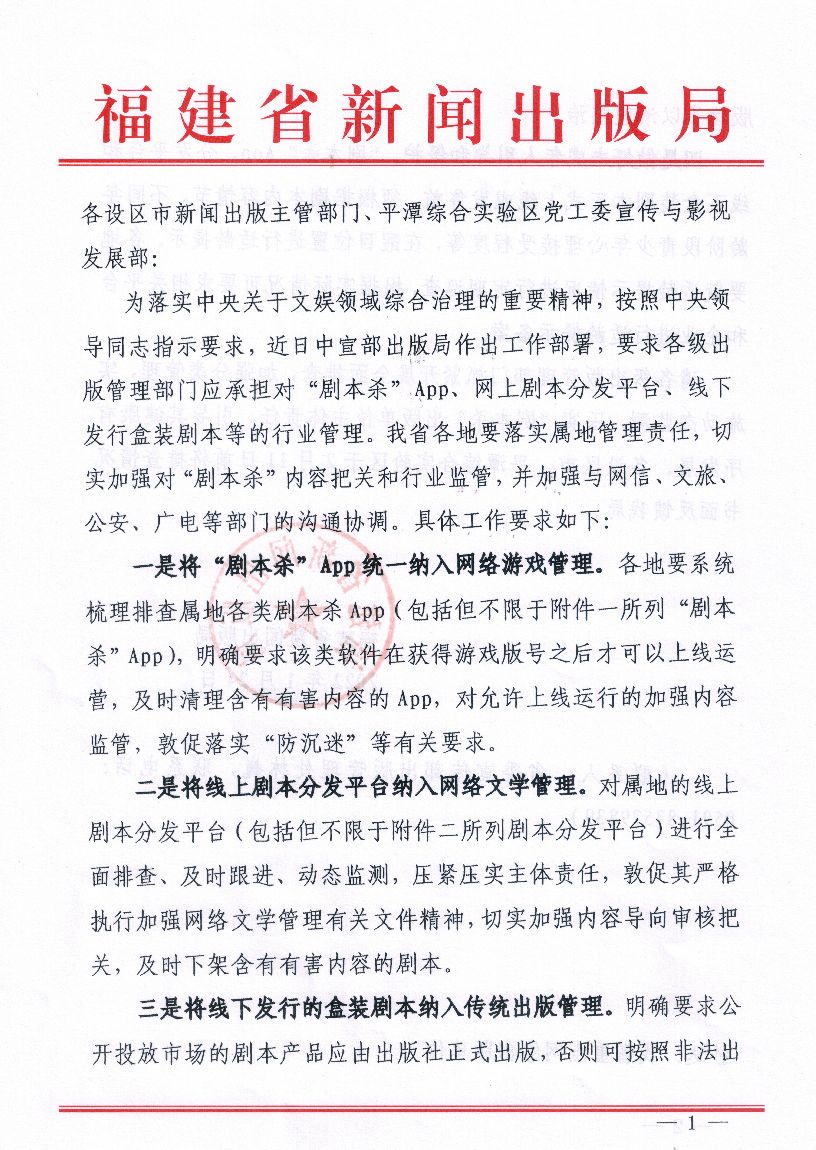 福建省新闻出版局
各设区市新闻出版主管部门、平潭综合实验区党工委宣传与影视
发展部：
为落实中央关于文娱领域综合治理的重要精神，按照中央领
导同志指示要求，近日中宣部出版局作出工作部署，要求各级出
版管理部门应承担对“剧本杀”App、网上剧本分发平台、线下
发行盒装剧本等的行业管理。我省各地要落实属地管理责任，切
实加强对“剧本杀”内容把关和行业监管，并加强与网信、文旅、
公安、广电等部门的沟通协调。具体工作要求如下：
一是将“剧本杀”App统一纳入网络游戏管理。各地要系统
梳理排查属地各类剧本杀App（包括但不限于附件一所列“剧本
杀”App），明确要求该类软件在获得游戏版号之后才可以上线运
营，及时清理含有有害内容的App，对允许上线运行的加强内容
监管，敦促落实“防沉迷”等有关要求。
二是将线上剧本分发平台纳入网络文学管理。对属地的线上
剧本分发平台（包括但不限于附件二所列剧本分发平台）进行全
面排查、及时跟进、动态监测，压紧压实主体责任，敦促其严格
执行加强网络文学管理有关文件精神，切实加强内容导向审核把
关，及时下架含有有害内容的剧本。
三是将线下发行的盒装剧本纳入传统出版管理。明确要求公
开投放市场的剧本产品应由出版社正式出版，否则可按照非法出
— 1 —